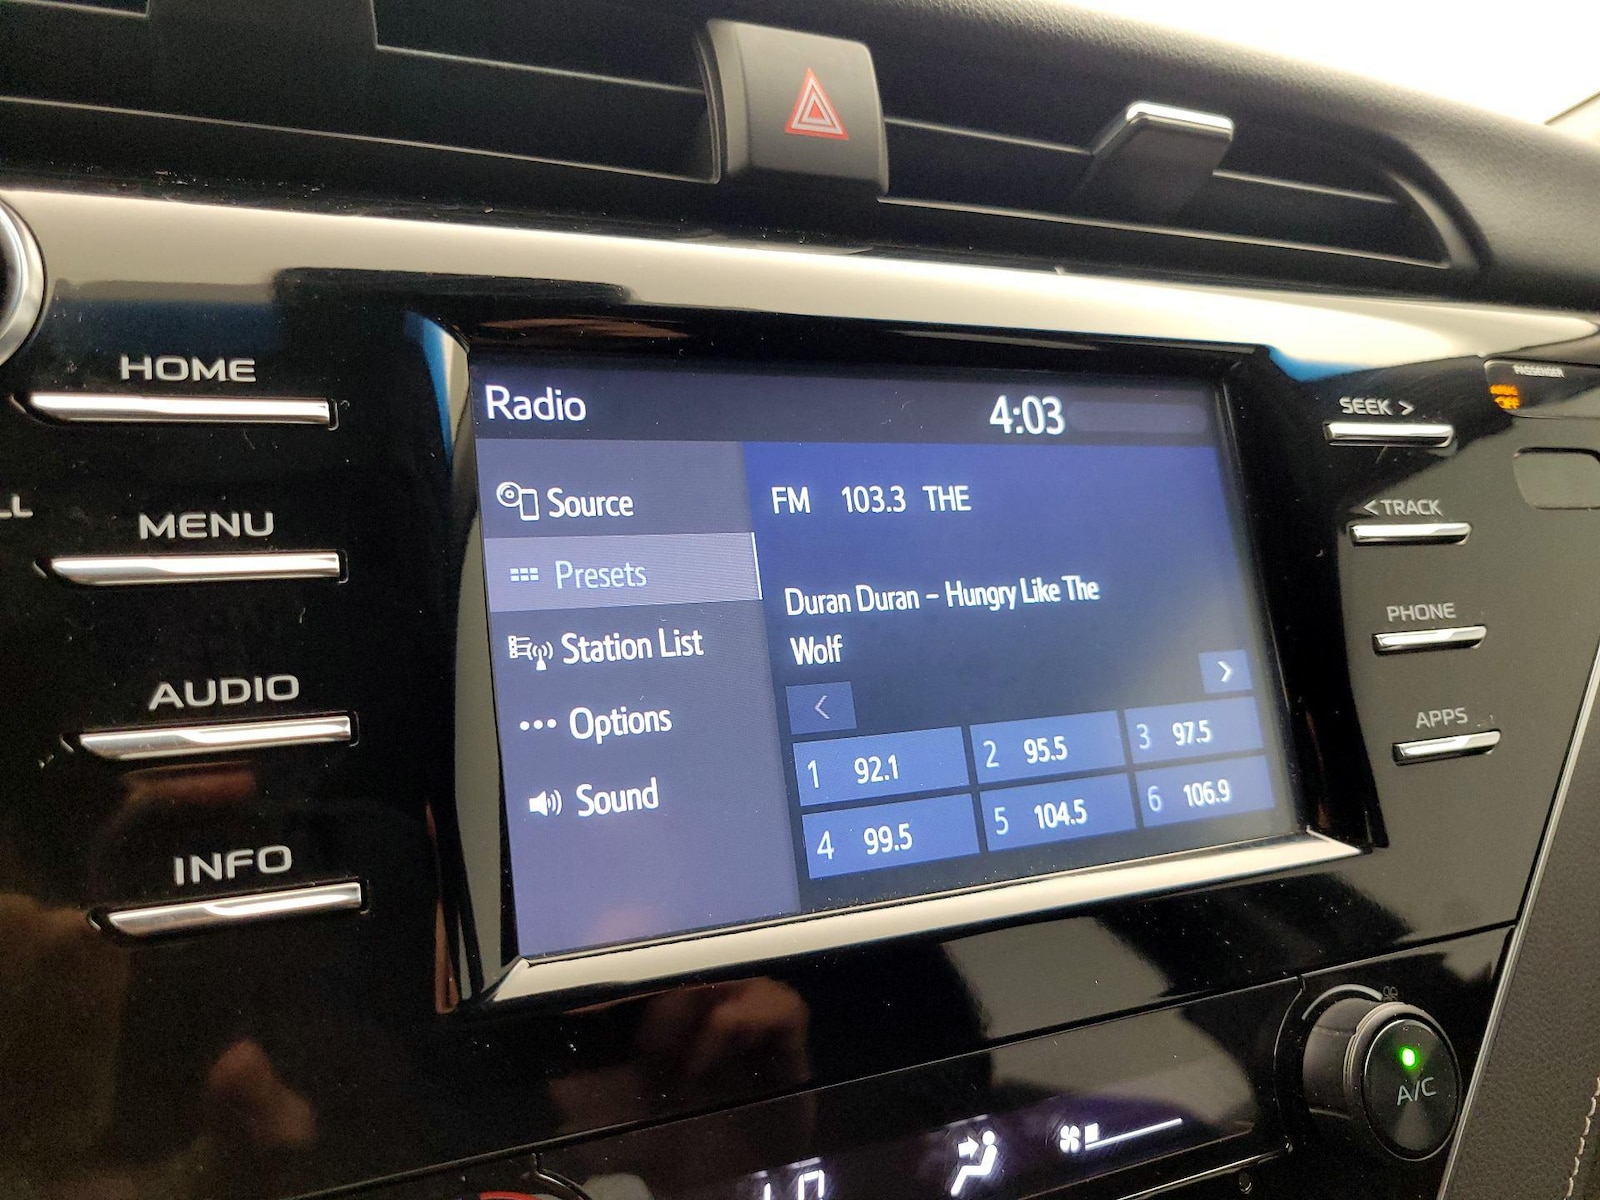 HOME
MENU
AUDIO
INFO
Radio
4:03
Source
Presets
Station List
Options
Sound
FM 103.3 THE
Duran Duran – Hungry Like The
Wolf
<
>
1 92.1
2 95.5
3 97.5
4 99.5
5 104.5
6 106.9
PASSENGER
OFF
SEEK >
< TRACK
PHONE
APPS
A/C